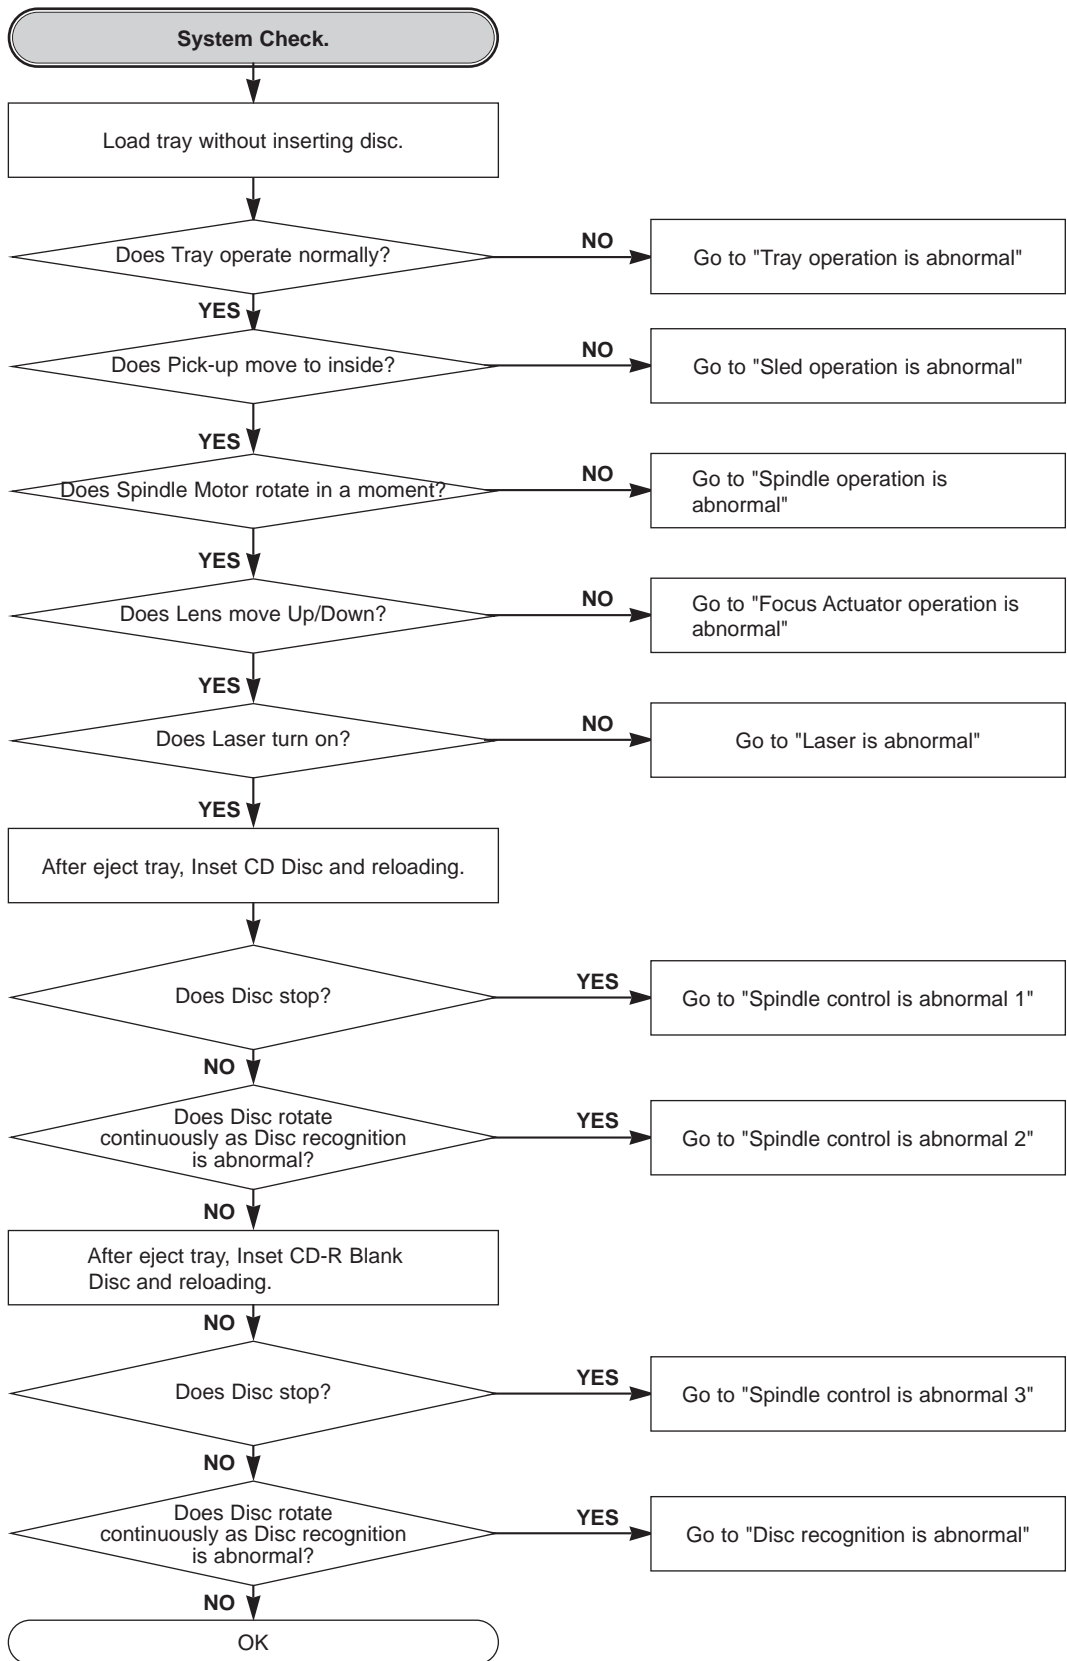 System Check.
Load tray without inserting disc.
Does Tray operate normally?
NO
Go to "Tray operation is abnormal"
YES
Does Pick-up move to inside?
NO
Go to "Sled operation is abnormal"
YES
Does Spindle Motor rotate in a moment?
NO
Go to "Spindle operation is
abnormal"
YES
Does Lens move Up/Down?
NO
Go to "Focus Actuator operation is
abnormal"
YES
Does Laser turn on?
NO
Go to "Laser is abnormal"
YES
After eject tray, Inset CD Disc and reloading.
Does Disc stop?
YES
Go to "Spindle control is abnormal 1"
NO
Does Disc rotate
continuously as Disc recognition
is abnormal?
YES
Go to "Spindle control is abnormal 2"
NO
After eject tray, Inset CD-R Blank
Disc and reloading.
NO
Does Disc stop?
YES
Go to "Spindle control is abnormal 3"
NO
Does Disc rotate
continuously as Disc recognition
is abnormal?
YES
Go to "Disc recognition is abnormal"
NO
OK